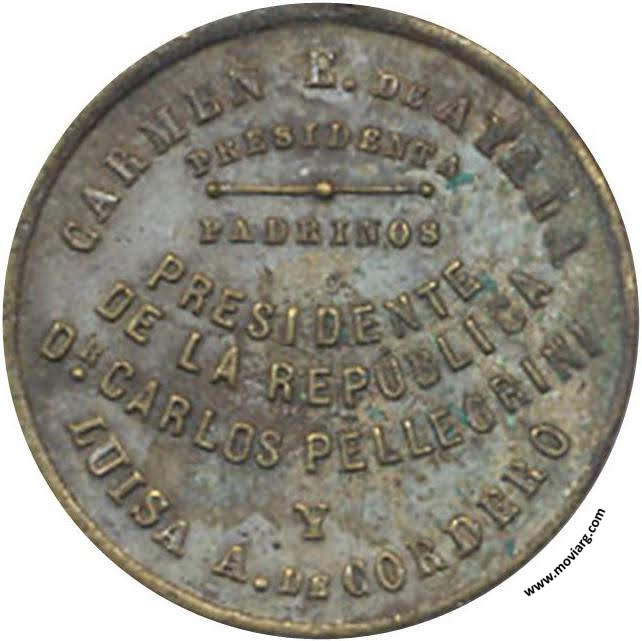 CARMEN E. DE AYALA
PRESIDENTA
PADRINOS
PRESIDENTE
DE LA REPÚBLICA
DR. CARLOS PELLEGRINI
Y
LUISA A. DE CORDERO
www.moviarg.com